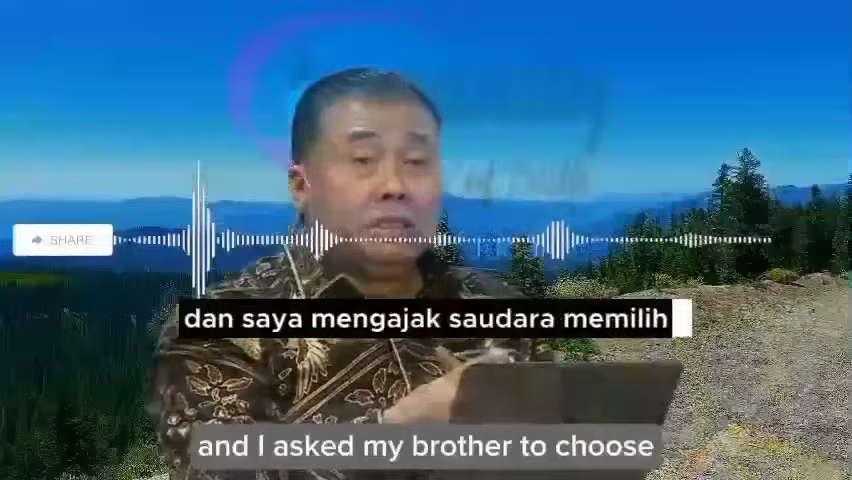 SHARE
dan saya mengajak saudara memilih
and I asked my brother to choose